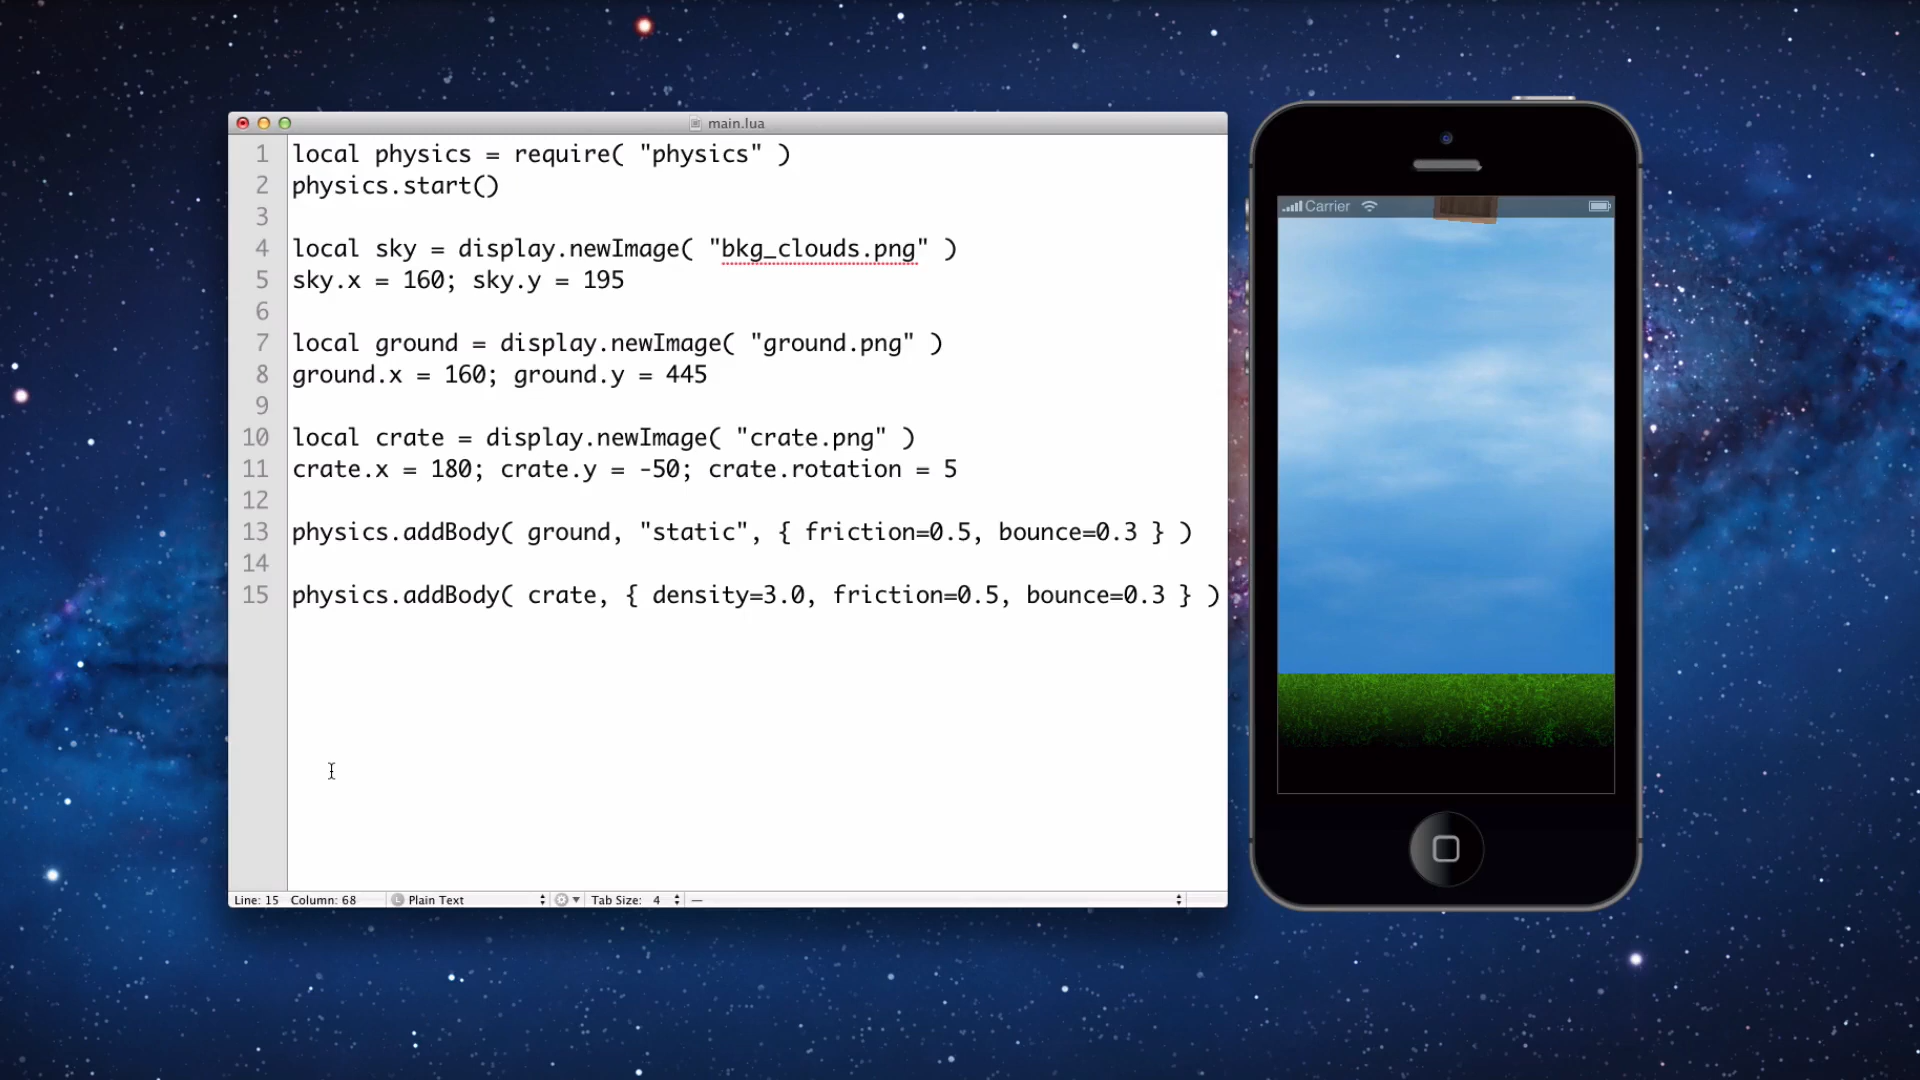 main.lua
1 local physics = require( "physics" )
2 physics.start()
3
4 local sky = display.newImage( "bkg_clouds.png" )
5 sky.x = 160; sky.y = 195
6
7 local ground = display.newImage( "ground.png" )
8 ground.x = 160; ground.y = 445
9
10 local crate = display.newImage( "crate.png" )
11 crate.x = 180; crate.y = -50; crate.rotation = 5
12
13 physics.addBody( ground, "static", { friction=0.5, bounce=0.3 } )
14
15 physics.addBody( crate, { density=3.0, friction=0.5, bounce=0.3 } )
Line: 15 Column: 68 L Plain Text Tab Size: 4 —
Carrier